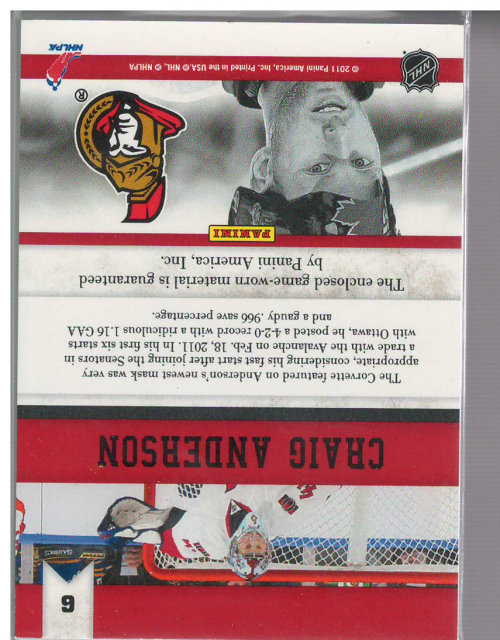 9
SABRES
CRAIG ANDERSON
The Corvette featured on Anderson's newest mask was very
appropriate, considering his fast start after joining the Senators in
a trade with the Avalanche on Feb. 18, 2011. In his first six starts
with Ottawa, he posted a 4-2-0 record with a ridiculous 1.16 GAA
and a gaudy .966 save percentage.
The enclosed game-worn material is guaranteed
by Panini America, Inc.
PANINI
®
NHL
© 2011 Panini America, Inc. Printed in the USA.© NHL, © NHLPA
NHLPA